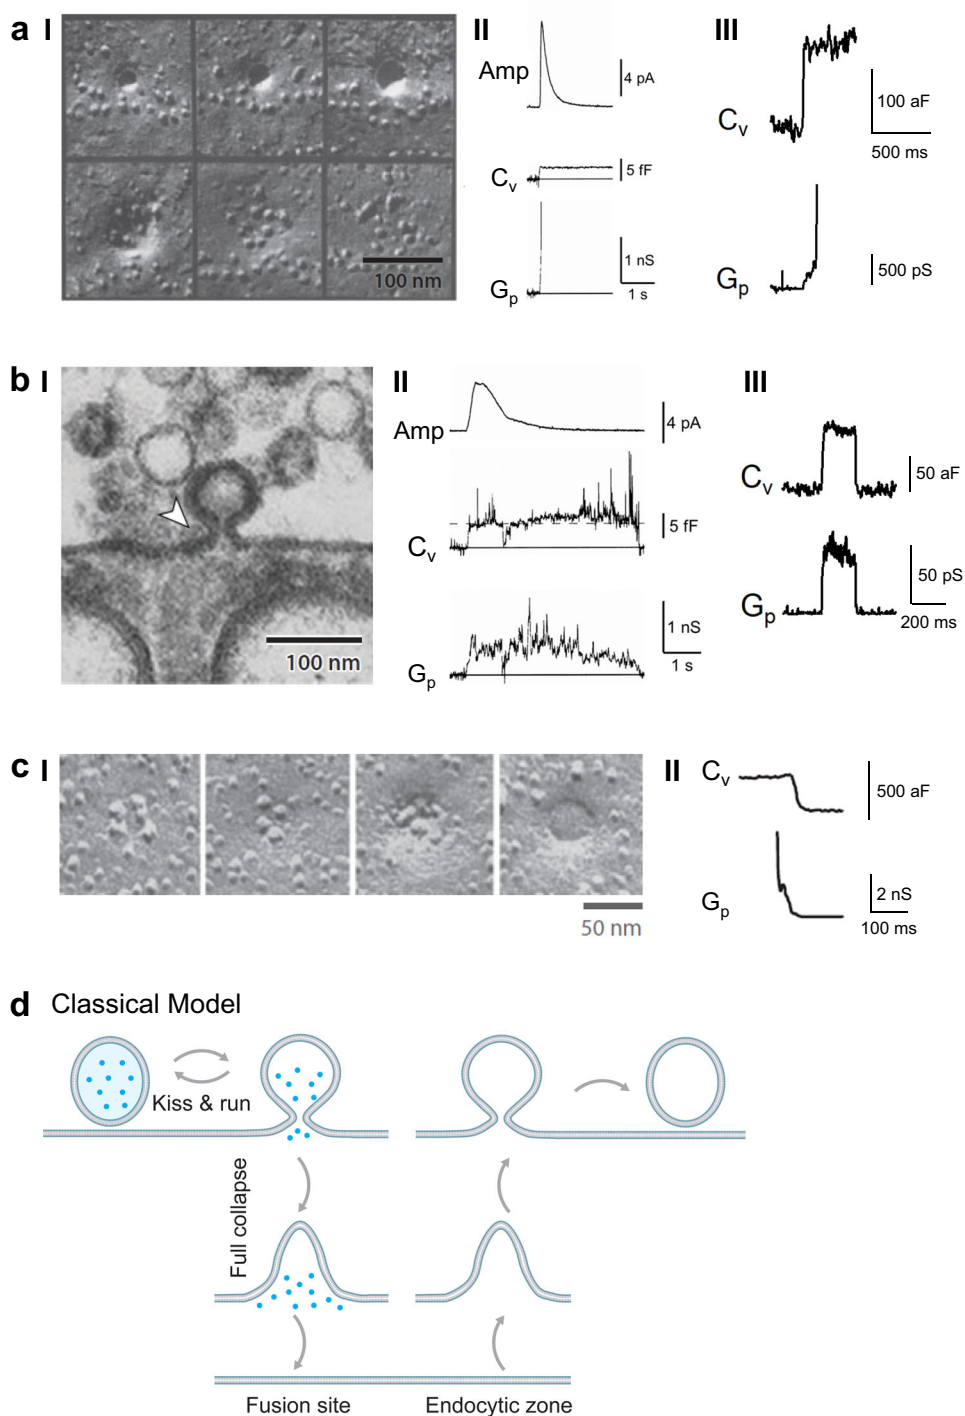 a I
100 nm
II
Amp
4 pA
Cv
5 fF
Gp
1 nS
1 s
III
Cv
100 aF
500 ms
Gp
500 pS
b I
100 nm
II
Amp
4 pA
Cv
5 fF
Gp
1 nS
1 s
III
Cv
50 aF
Gp
50 pS
200 ms
c I
50 nm
II
Cv
500 aF
Gp
2 nS
100 ms
d Classical Model
Kiss & run
Full collapse
Fusion site
Endocytic zone